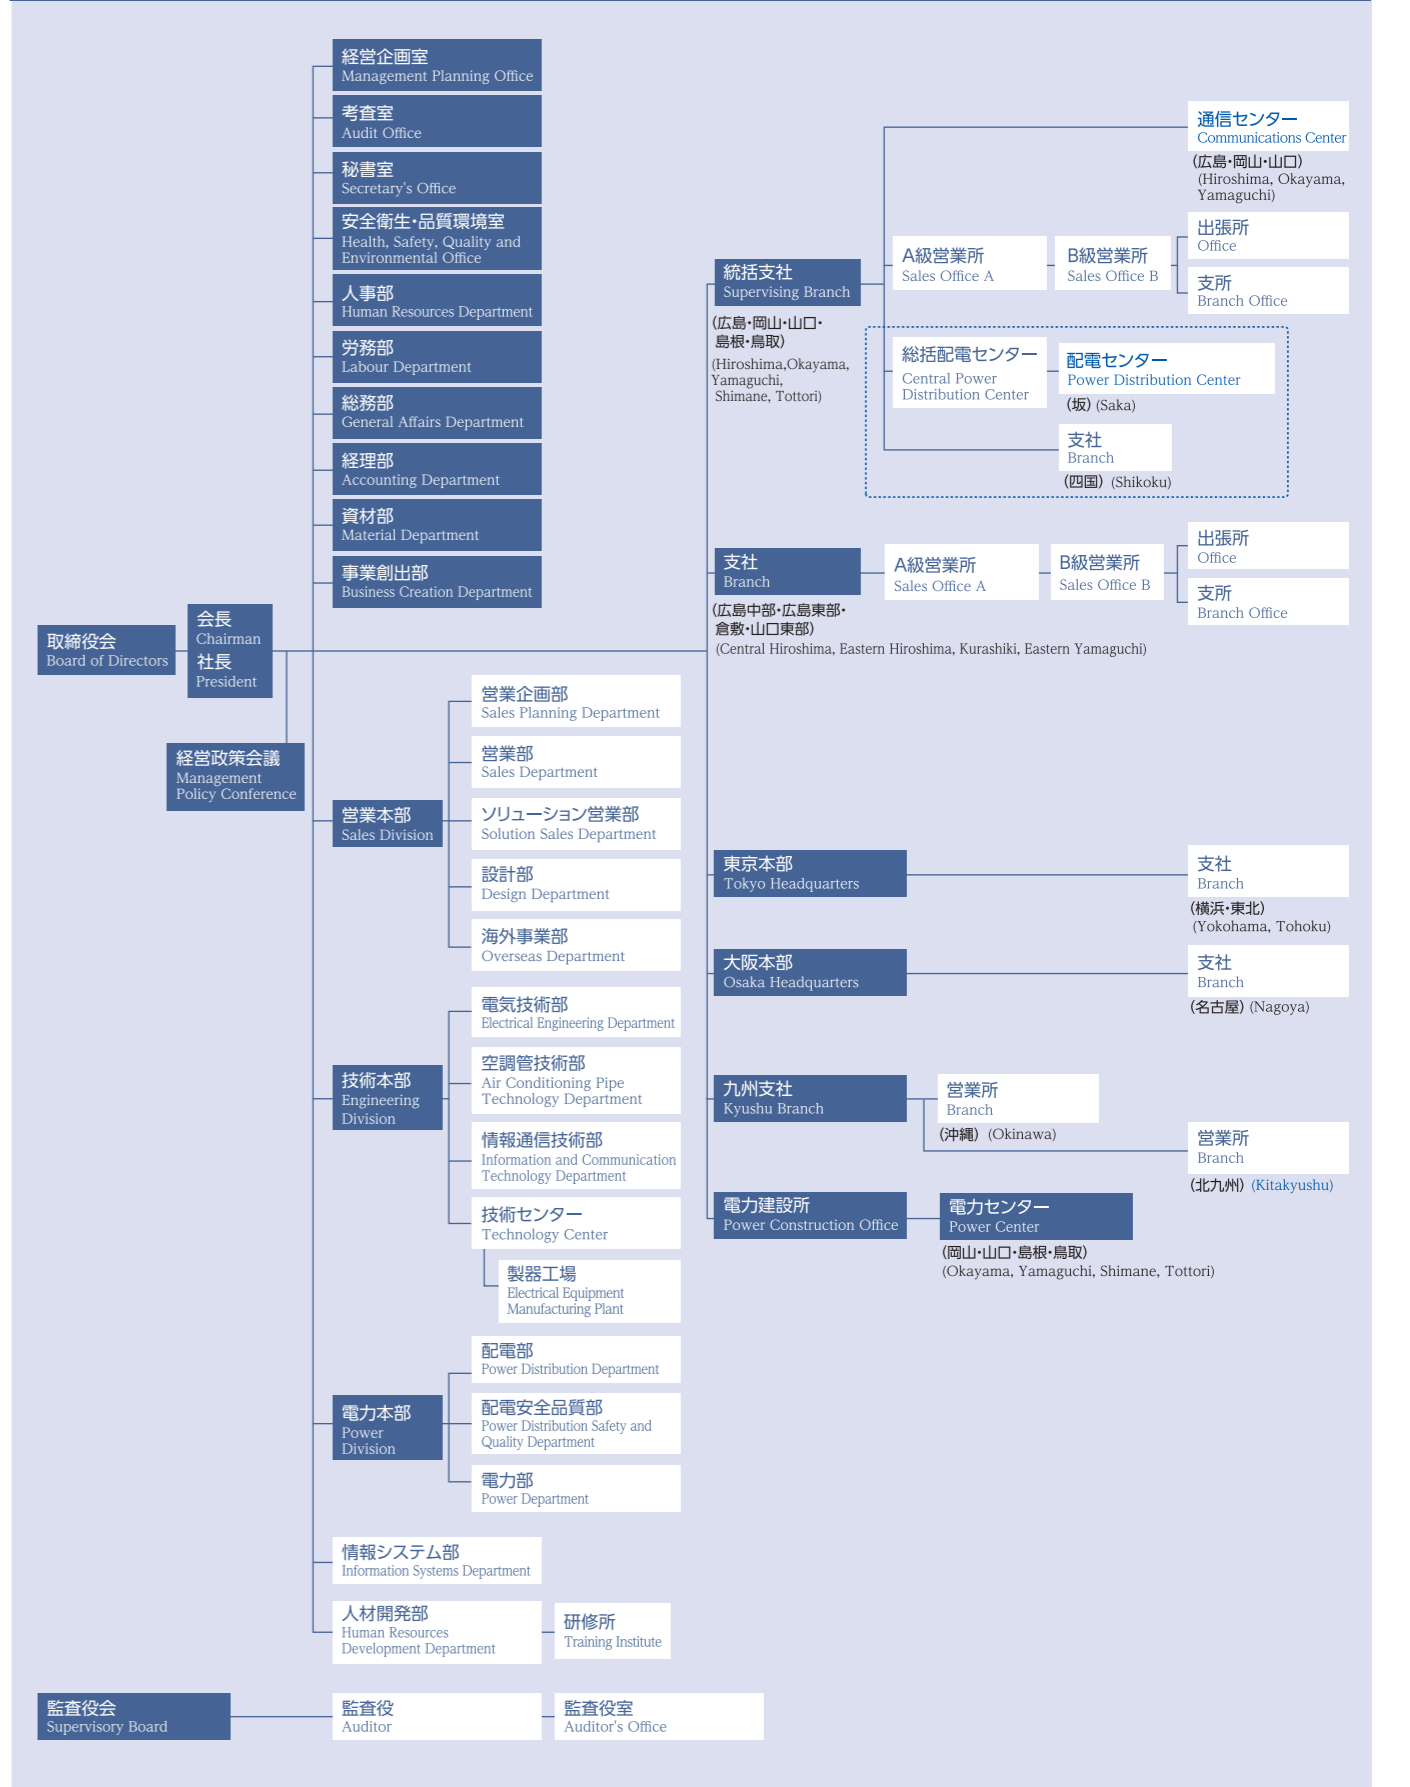 取締役会
Board of Directors
会長
Chairman
社長
President
経営政策会議
Management
Policy Conference
経営企画室
Management Planning Office
考査室
Audit Office
秘書室
Secretary's Office
安全衛生・品質環境室
Health, Safety, Quality and
Environmental Office
人事部
Human Resources Department
労務部
Labour Department
総務部
General Affairs Department
経理部
Accounting Department
資材部
Material Department
事業創出部
Business Creation Department
営業本部
Sales Division
営業企画部
Sales Planning Department
営業部
Sales Department
ソリューション営業部
Solution Sales Department
設計部
Design Department
海外事業部
Overseas Department
技術本部
Engineering
Division
電気技術部
Electrical Engineering Department
空調管技術部
Air Conditioning Pipe
Technology Department
情報通信技術部
Information and Communication
Technology Department
技術センター
Technology Center
製器工場
Electrical Equipment
Manufacturing Plant
電力本部
Power
Division
配電部
Power Distribution Department
配電安全品質部
Power Distribution Safety and
Quality Department
電力部
Power Department
情報システム部
Information Systems Department
人材開発部
Human Resources
Development Department
研修所
Training Institute
統括支社
Supervising Branch
(広島・岡山・山口・
島根・鳥取)
(Hiroshima,Okayama,
Yamaguchi,
Shimane, Tottori)
通信センター
Communications Center
(広島・岡山・山口)
(Hiroshima, Okayama,
Yamaguchi)
A級営業所
Sales Office A
B級営業所
Sales Office B
出張所
Office
支所
Branch Office
総括配電センター
Central Power
Distribution Center
配電センター
Power Distribution Center
(坂) (Saka)
支社
Branch
(四国) (Shikoku)
支社
Branch
(広島中部・広島東部・
倉敷・山口東部)
(Central Hiroshima, Eastern Hiroshima, Kurashiki, Eastern Yamaguchi)
A級営業所
Sales Office A
B級営業所
Sales Office B
出張所
Office
支所
Branch Office
東京本部
Tokyo Headquarters
支社
Branch
(横浜・東北)
(Yokohama, Tohoku)
大阪本部
Osaka Headquarters
支社
Branch
(名古屋) (Nagoya)
九州支社
Kyushu Branch
営業所
Branch
(沖縄) (Okinawa)
営業所
Branch
(北九州) (Kitakyushu)
電力建設所
Power Construction Office
電力センター
Power Center
(岡山・山口・島根・鳥取)
(Okayama, Yamaguchi, Shimane, Tottori)
監査役会
Supervisory Board
監査役
Auditor
監査役室
Auditor's Office